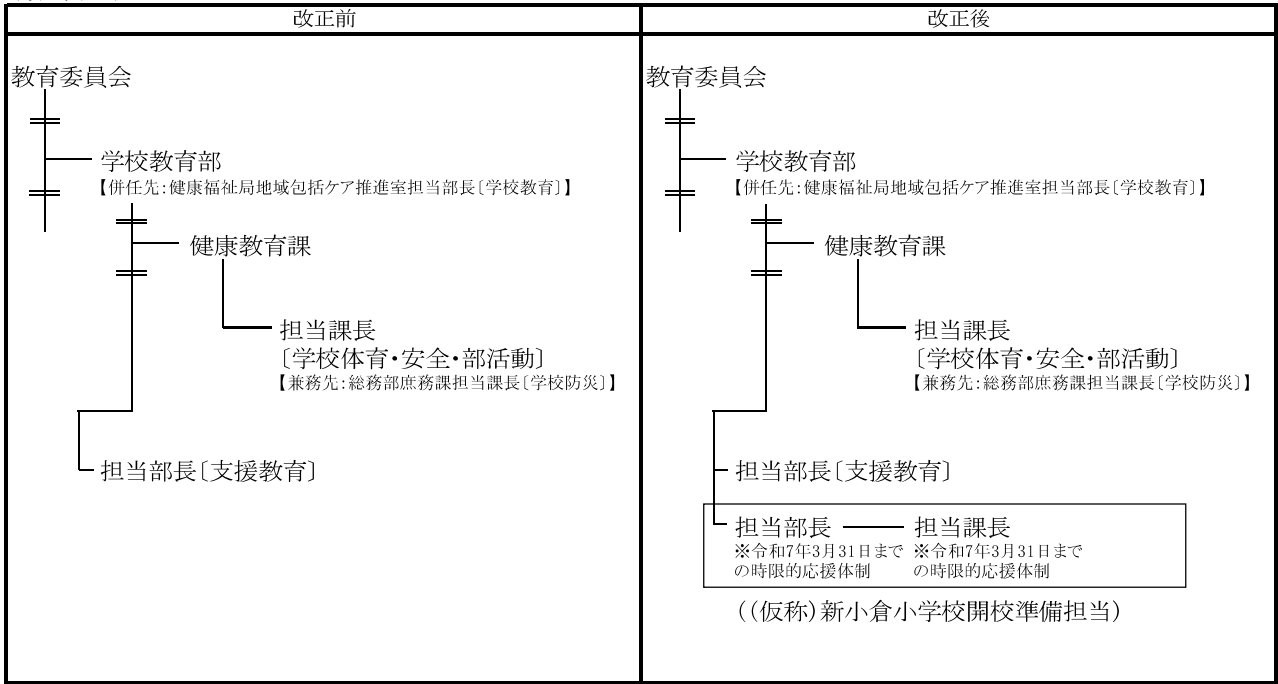 改正前
教育委員会
学校教育部
【併任先:健康福祉局地域包括ケア推進室担当部長〔学校教育〕】
健康教育課
担当課長
〔学校体育・安全・部活動〕
【兼務先:総務部庶務課担当課長〔学校防災〕】
担当部長〔支援教育〕
改正後
教育委員会
学校教育部
【併任先:健康福祉局地域包括ケア推進室担当部長〔学校教育〕】
健康教育課
担当課長
〔学校体育・安全・部活動〕
【兼務先:総務部庶務課担当課長〔学校防災〕】
担当部長〔支援教育〕
担当部長
※令和7年3月31日まで
の時限的応援体制
担当課長
※令和7年3月31日まで
の時限的応援体制
((仮称)新小倉小学校開校準備担当)